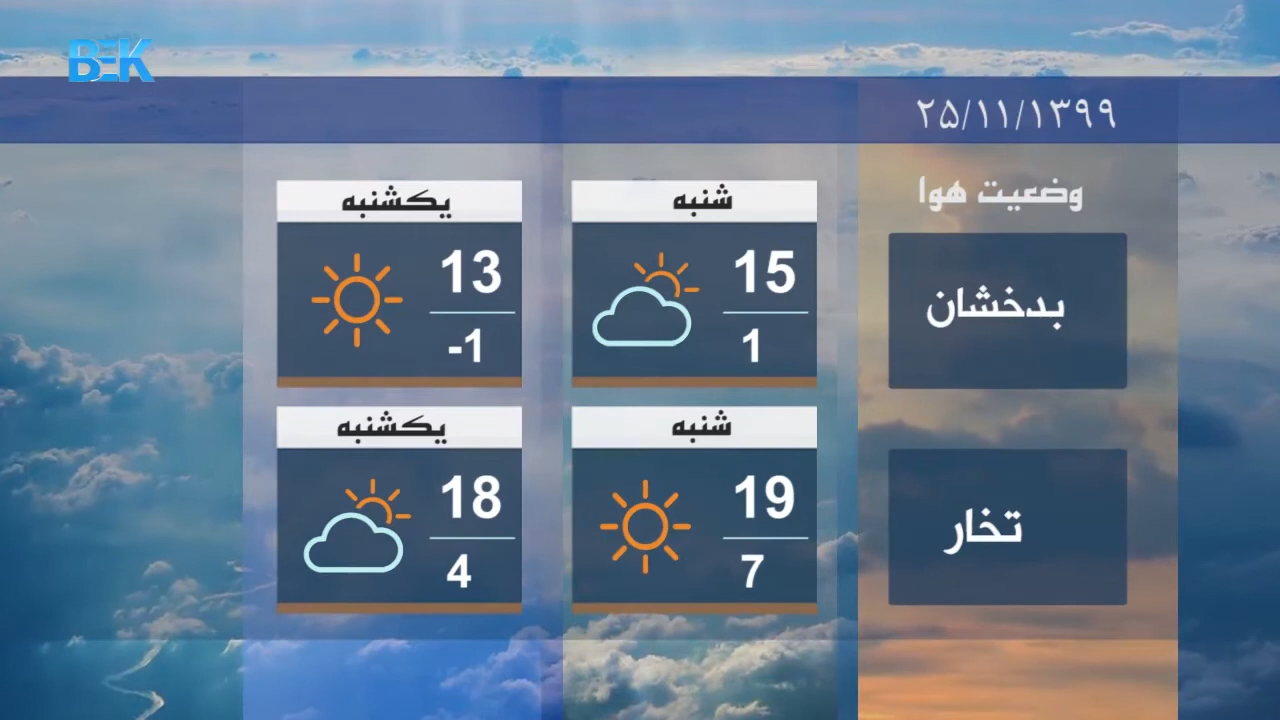 BEK
۲۵/۱۱/۱۳۹۹
وضعیت هوا
بدخشان
شنبه
15
1
یکشنبه
13
-1
تخار
شنبه
19
7
یکشنبه
18
4